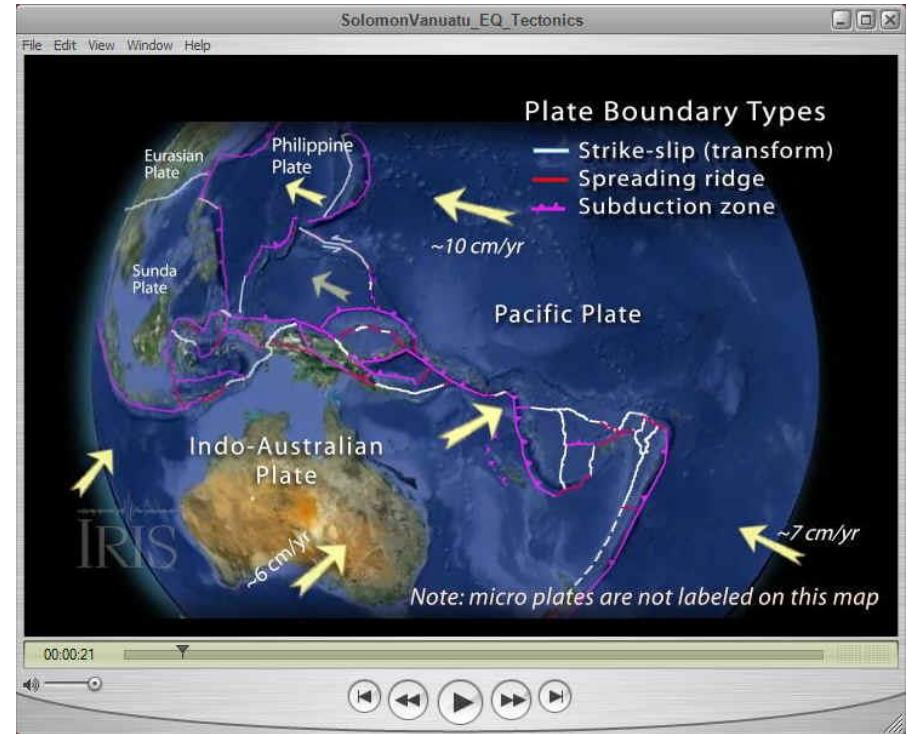 SolomonVanuatu_EQ_Tectonics
File Edit View Window Help
Plate Boundary Types
Strike-slip (transform)
Spreading ridge
Subduction zone
Philippine
Plate
Eurasian
Plate
~10 cm/yr
Sunda
Plate
Pacific Plate
Indo-Australian
Plate
IRIS
~6 cm/yr
~7 cm/yr
Note: micro plates are not labeled on this map
00:00:21